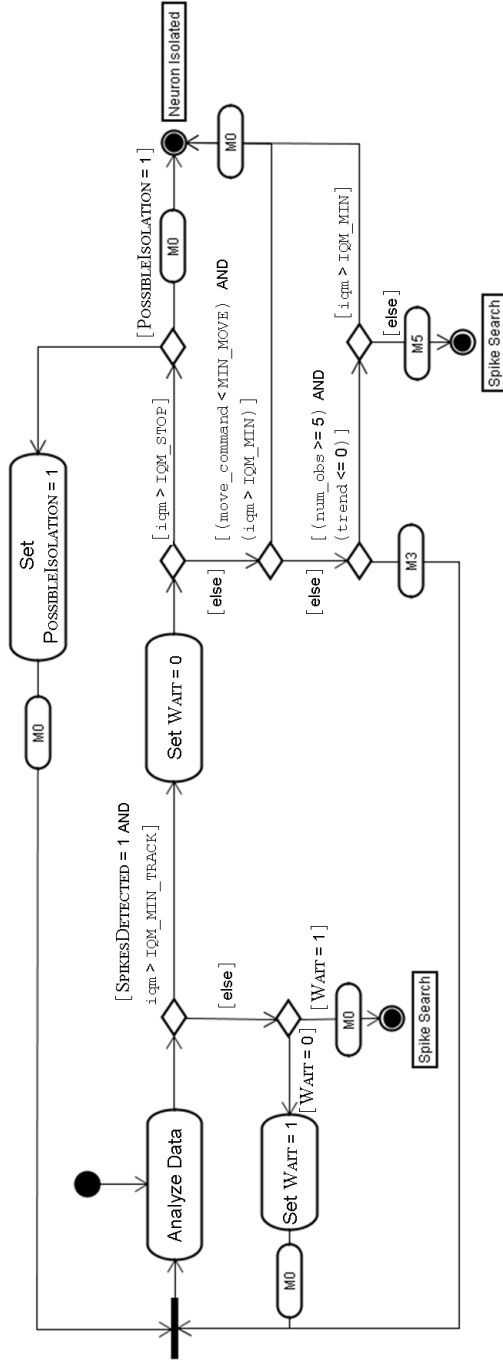 Set
POSSIBLEISOLATION = 1
M0
[POSSIBLEISOLATION = 1]
M0
Neuron Isolated
Analyze Data
[SPIKESDETECTED = 1 AND
iqm > IQM_MIN_TRACK]
Set WAIT = 0
[iqm > IQM_STOP]
[else]
[(move_command < MIN_MOVE) AND
(iqm > IQM_MIN)]
M0
[else]
[(num_obs >= 5) AND
(trend <= 0)]
[iqm > IQM_MIN]
[else]
M5
Spike Search
M3
[else]
[WAIT = 0]
[WAIT = 1]
Set WAIT = 1
M0
M0
Spike Search